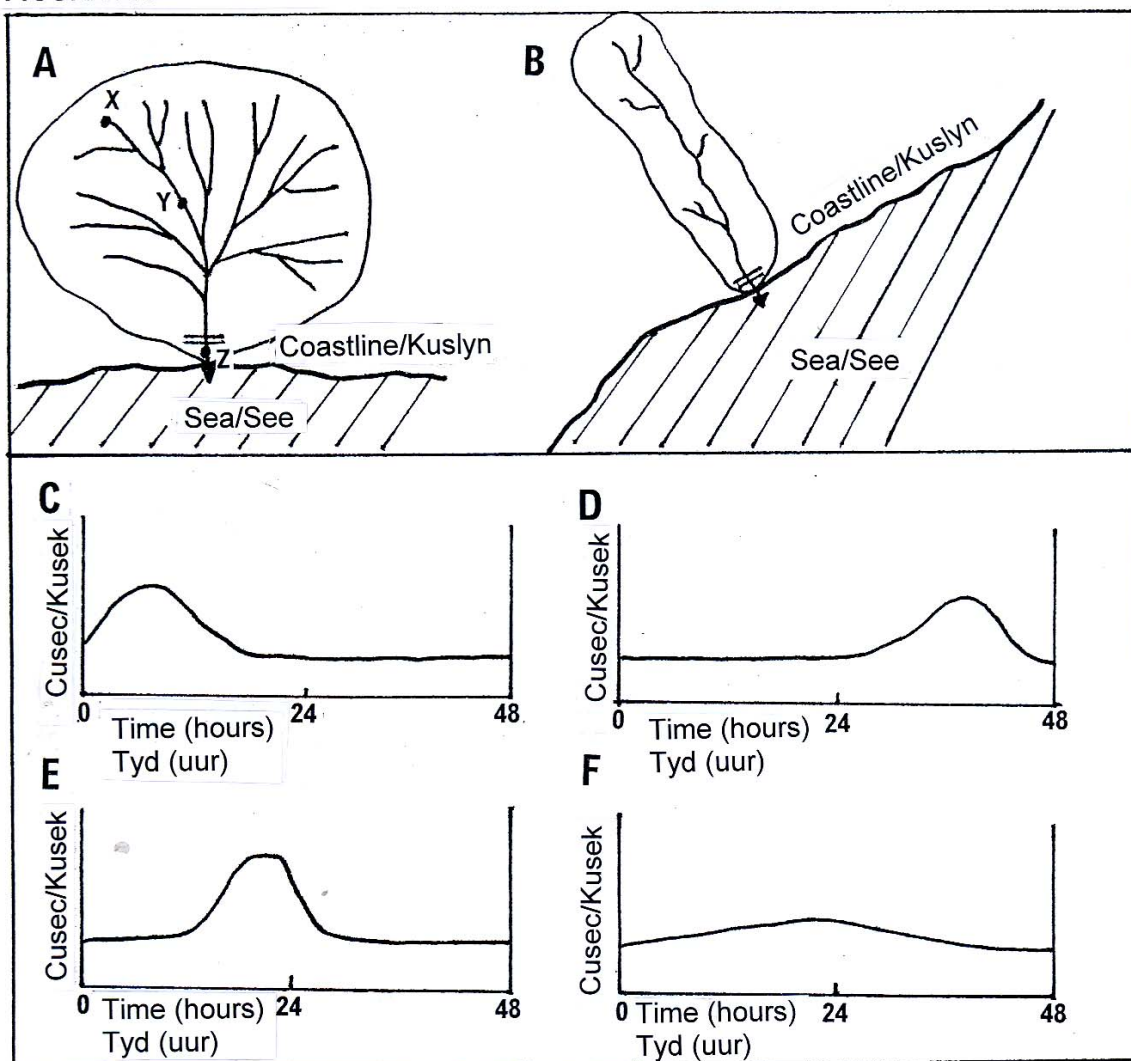 A
B
X
Y
Z
Coastline/Kuslyn
Sea/See
Coastline/Kuslyn
Sea/See
C
Cusec/Kusek
0 24 48
Time (hours)
Tyd (uur)
D
Cusec/Kusek
0 24 48
Time (hours)
Tyd (uur)
E
Cusec/Kusek
0 24 48
Time (hours)
Tyd (uur)
F
Cusec/Kusek
0 24 48
Time (hours)
Tyd (uur)